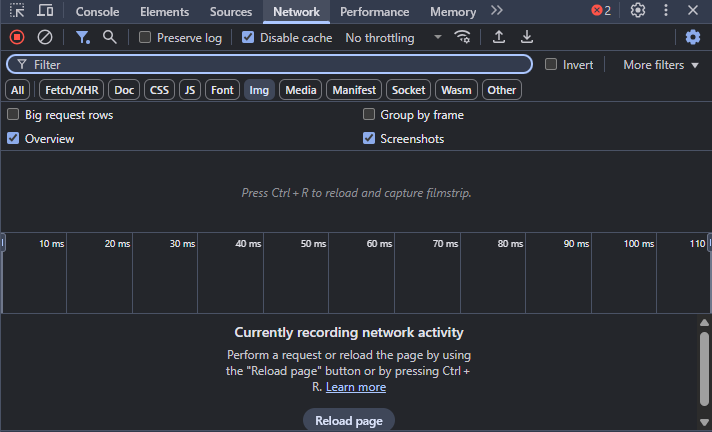 Console Elements Sources Network Performance Memory 2
Preserve log Disable cache No throttling
Filter Invert More filters
All Fetch/XHR Doc CSS JS Font Img Media Manifest Socket Wasm Other
Big request rows Group by frame
Overview Screenshots
Press Ctrl + R to reload and capture filmstrip.
10 ms 20 ms 30 ms 40 ms 50 ms 60 ms 70 ms 80 ms 90 ms 100 ms 110
Currently recording network activity
Perform a request or reload the page by using
the "Reload page" button or by pressing Ctrl +
R. Learn more
Reload page